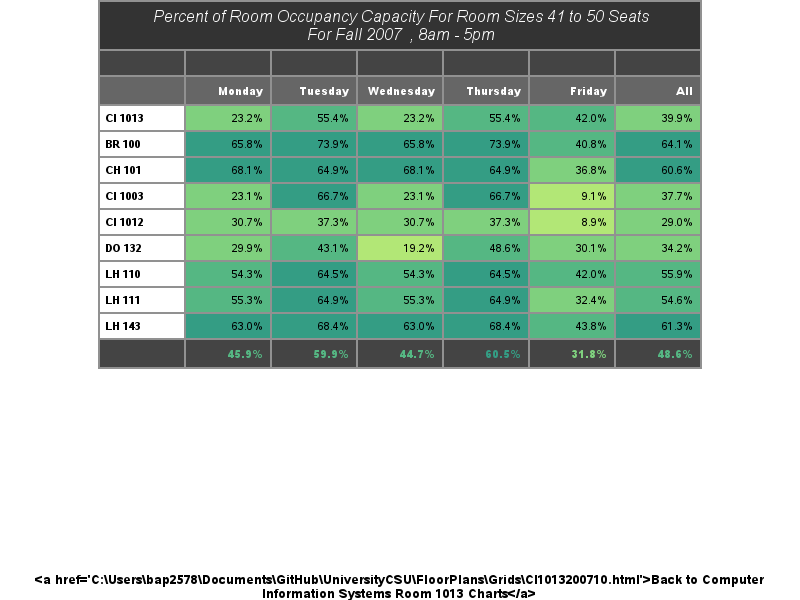 Percent of Room Occupancy Capacity For Room Sizes 41 to 50 Seats
For Fall 2007 , 8am - 5pm
Monday Tuesday Wednesday Thursday Friday All
CI 1013 23.2% 55.4% 23.2% 55.4% 42.0% 39.9%
BR 100 65.8% 73.9% 65.8% 73.9% 40.8% 64.1%
CH 101 68.1% 64.9% 68.1% 64.9% 36.8% 60.6%
CI 1003 23.1% 66.7% 23.1% 66.7% 9.1% 37.7%
CI 1012 30.7% 37.3% 30.7% 37.3% 8.9% 29.0%
DO 132 29.9% 43.1% 19.2% 48.6% 30.1% 34.2%
LH 110 54.3% 64.5% 54.3% 64.5% 42.0% 55.9%
LH 111 55.3% 64.9% 55.3% 64.9% 32.4% 54.6%
LH 143 63.0% 68.4% 63.0% 68.4% 43.8% 61.3%
45.9% 59.9% 44.7% 60.5% 31.8% 48.6%
<a href='C:\Users\bap2578\Documents\GitHub\UniversityCSU\FloorPlans\Grids\CI1013200710.html'>Back to Computer
Information Systems Room 1013 Charts</a>